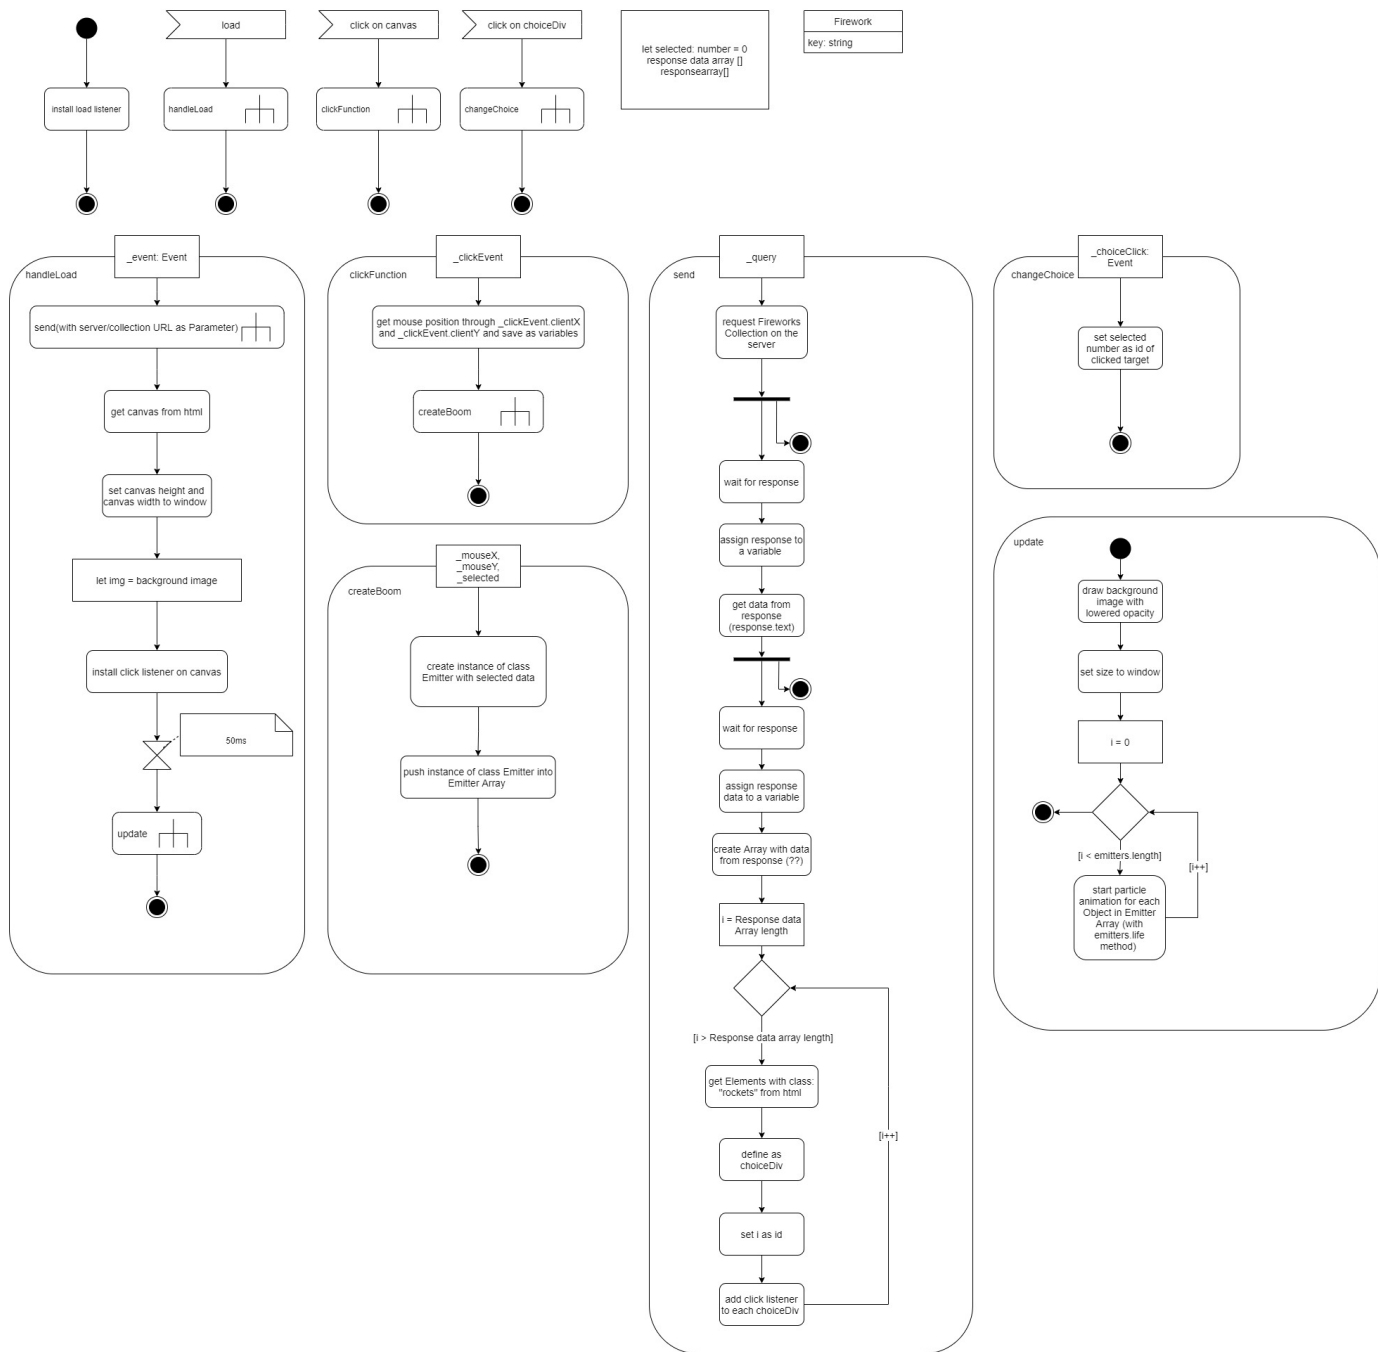 load
click on canvas
click on choiceDiv
let selected: number = 0
response data array []
responsearray[]
Firework
key: string
install load listener
handleLoad
clickFunction
changeChoice
_event: Event
handleLoad
send(with server/collection URL as Parameter)
get canvas from html
set canvas height and
canvas width to window
let img = background image
install click listener on canvas
50ms
update
_clickEvent
clickFunction
get mouse position through _clickEvent.clientX
and _clickEvent.clientY and save as variables
createBoom
_mouseX,
_mouseY,
_selected
createBoom
create instance of class
Emitter with selected data
push instance of class Emitter into
Emitter Array
_query
send
request Fireworks
Collection on the
server
wait for response
assign response to
a variable
get data from
response
(response.text)
wait for response
assign response
data to a variable
create Array with data
from response (??)
i = Response data
Array length
[i > Response data array length]
get Elements with class:
"rockets" from html
[i++]
define as
choiceDiv
set i as id
add click listener
to each choiceDiv
_choiceClick:
Event
changeChoice
set selected
number as id of
clicked target
update
draw background
image with
lowered opacity
set size to window
i = 0
[i < emitters.length]
[i++]
start particle
animation for each
Object in Emitter
Array (with
emitters.life
method)